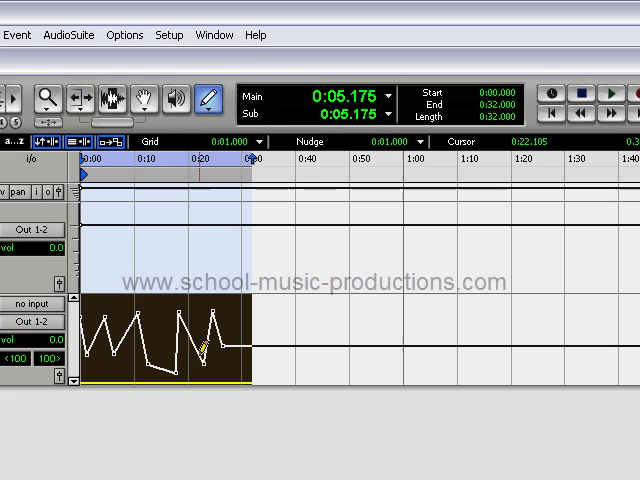 Event AudioSuite Options Setup Window Help
Main 0:05.175
Sub 0:05.175
Start 0:00.000
End 0:32.000
Length 0:32.000
4 5
a...z Grid 0:01.000 Nudge 0:01.000 Cursor 0:22.105
i/o 0:00 0:10 0:20 0:40 0:50 1:00 1:10 1:20 1:30 1:40
v pan i o
Out 1-2
vol 0.0
www.school-music-productions.com
no input
Out 1-2
vol 0.0
<100 100>